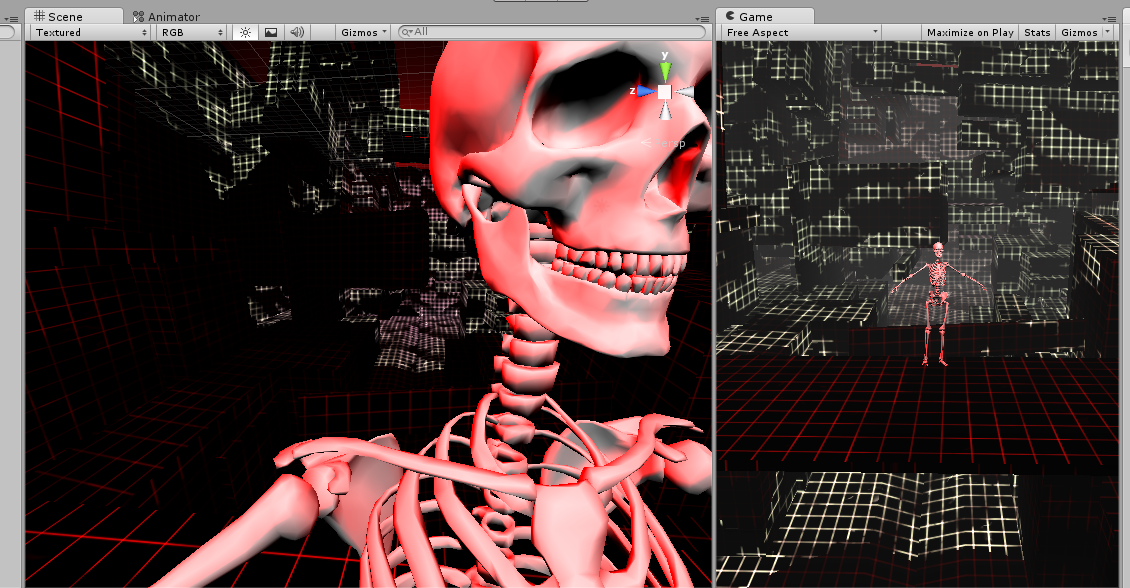 Scene
Animator
Game
Textured
RGB
Gizmos
All
Free Aspect
Maximize on Play
Stats
Gizmos
y
z
Persp